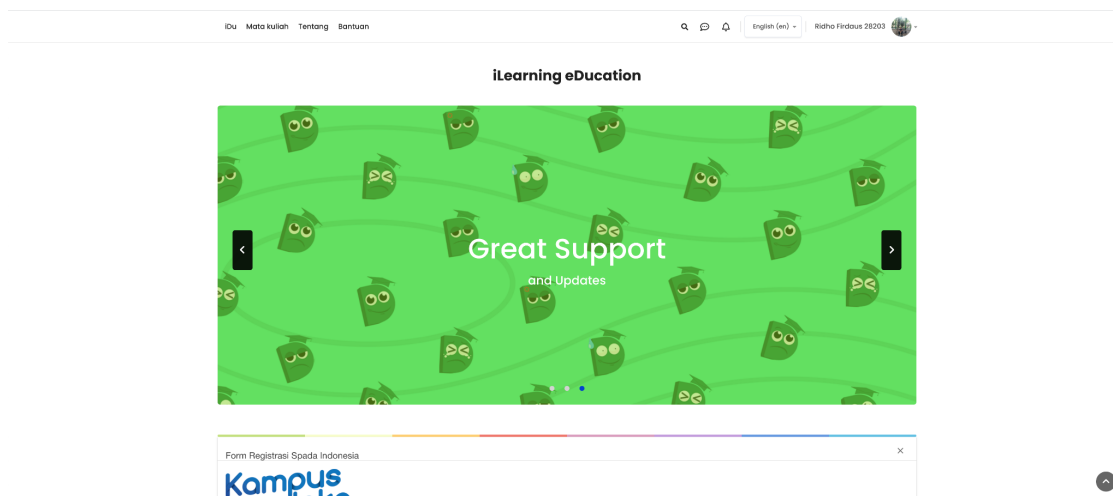 iDu Mata kuliah Tentang Bantuan English (en) Ridho Firdaus 28203
iLearning eDucation
Great Support
and Updates
Form Registrasi Spada Indonesia
Kampus